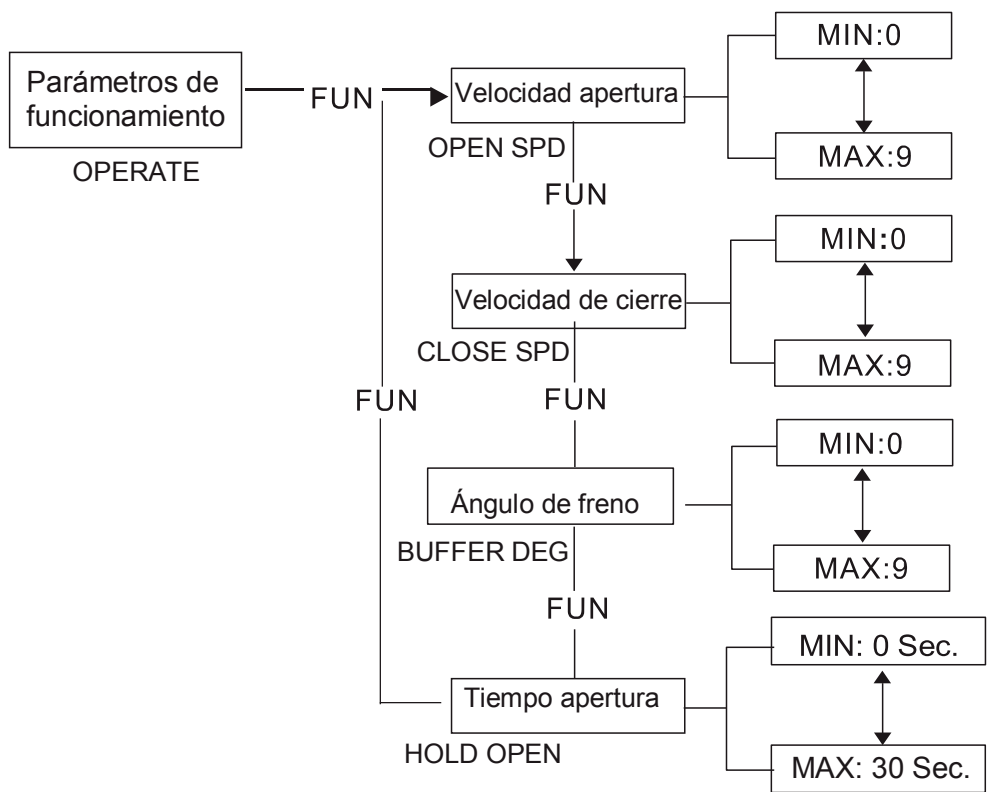 MIN:0
Parámetros de
funcionamiento
FUN
Velocidad apertura
OPERATE
OPEN SPD
MAX:9
FUN
MIN:0
Velocidad de cierre
CLOSE SPD
MAX:9
FUN
FUN
MIN:0
Ángulo de freno
BUFFER DEG
MAX:9
FUN
MIN: 0 Sec.
Tiempo apertura
HOLD OPEN
MAX: 30 Sec.